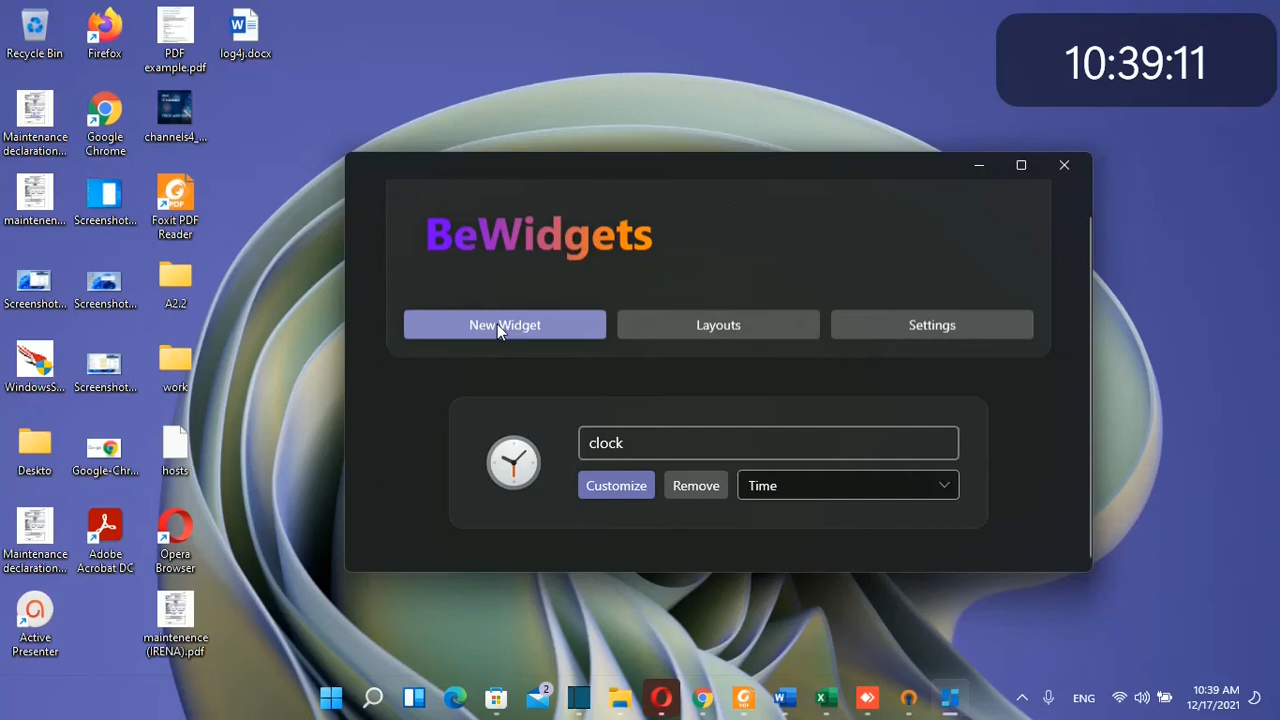 Recycle Bin
Firefox
PDF
example.pdf
log4j.docx
Maintenance
declaration...
Google
Chrome
channels4_...
maintenen...
Screenshot...
Foxit PDF
Reader
Screenshot...
Screenshot...
A2.2
WindowsS...
Screenshot...
work
Deskto
Google-Chr...
hosts
Maintenance
declaration...
Adobe
Acrobat DC
Opera
Browser
Active
Presenter
maintenence
(IRENA).pdf
10:39:11
BeWidgets
New Widget
Layouts
Settings
clock
Customize
Remove
Time
2
ENG
10:39 AM
12/17/2021